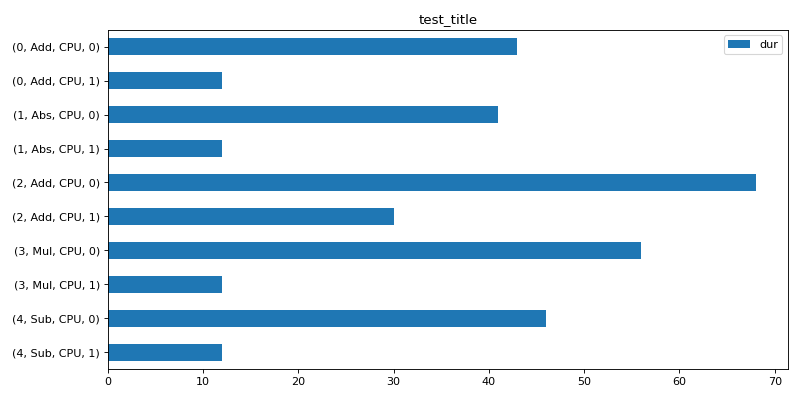 test_title
dur
(0, Add, CPU, 0)
(0, Add, CPU, 1)
(1, Abs, CPU, 0)
(1, Abs, CPU, 1)
(2, Add, CPU, 0)
(2, Add, CPU, 1)
(3, Mul, CPU, 0)
(3, Mul, CPU, 1)
(4, Sub, CPU, 0)
(4, Sub, CPU, 1)
0 10 20 30 40 50 60 70